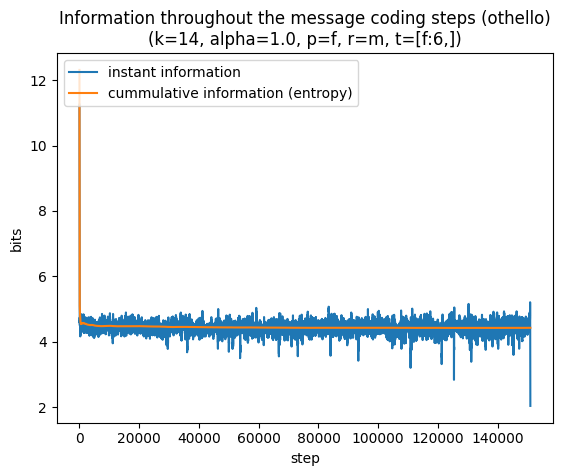 Information throughout the message coding steps (othello)
(k=14, alpha=1.0, p=f, r=m, t=[f:6,])
instant information
cummulative information (entropy)
12
10
8
6
4
2
bits
0 20000 40000 60000 80000 100000 120000 140000
step